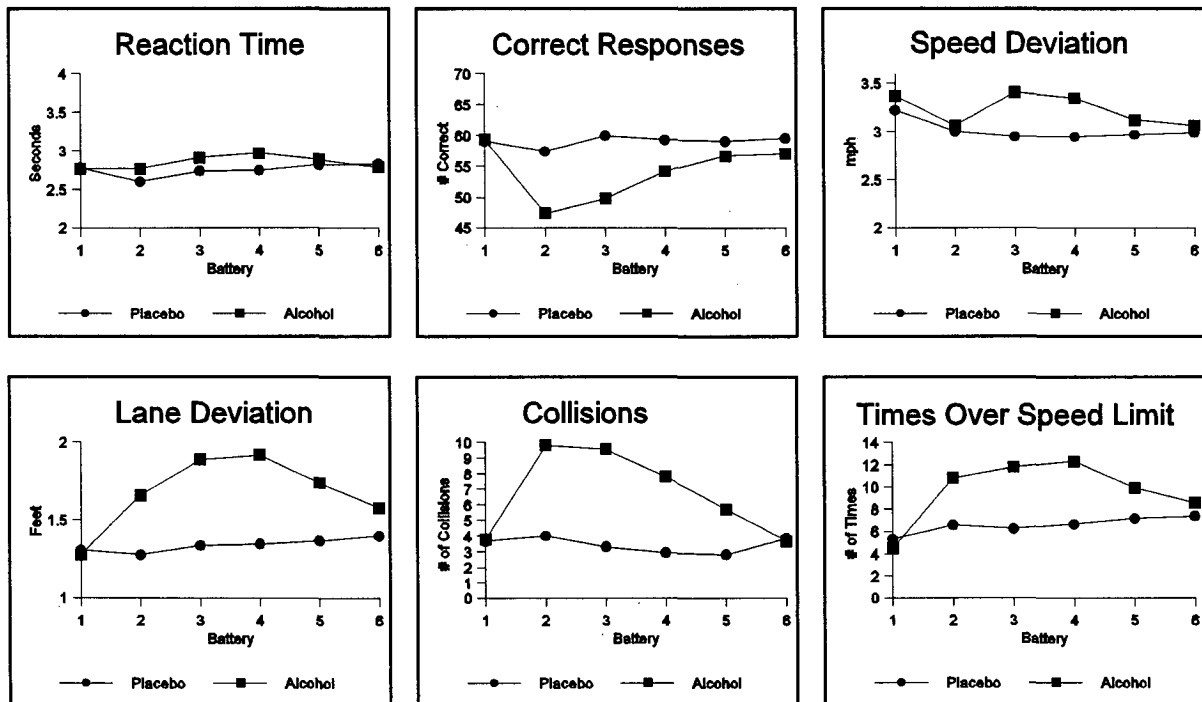 Reaction Time
4
3.5
3
2.5
2
Seconds
1 2 3 4 5 6
Battery
Placebo Alcohol
Correct Responses
70
65
60
55
50
45
# Correct
1 2 3 4 5 6
Battery
Placebo Alcohol
Speed Deviation
3.5
3
2.5
2
mph
1 2 3 4 5 6
Battery
Placebo Alcohol
Lane Deviation
2
1.5
1
Feet
1 2 3 4 5 6
Battery
Placebo Alcohol
Collisions
10
9
8
7
6
5
4
3
2
1
0
# of Collisions
1 2 3 4 5 6
Battery
Placebo Alcohol
Times Over Speed Limit
14
12
10
8
6
4
2
0
# of Times
1 2 3 4 5 6
Battery
Placebo Alcohol